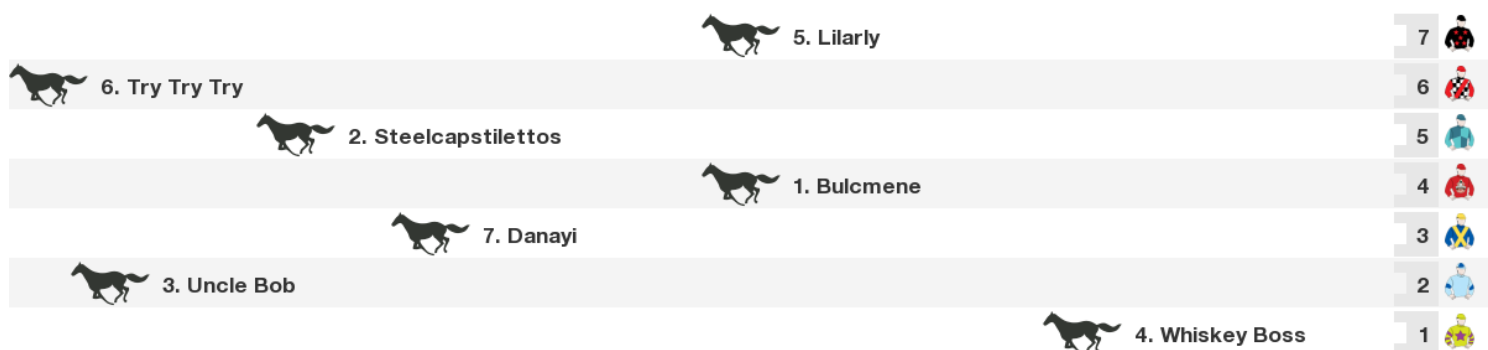 5. Lilarly 7
6. Try Try Try 6
2. Steelcapstilettos 5
1. Bulcmene 4
7. Danayi 3
3. Uncle Bob 2
4. Whiskey Boss 1